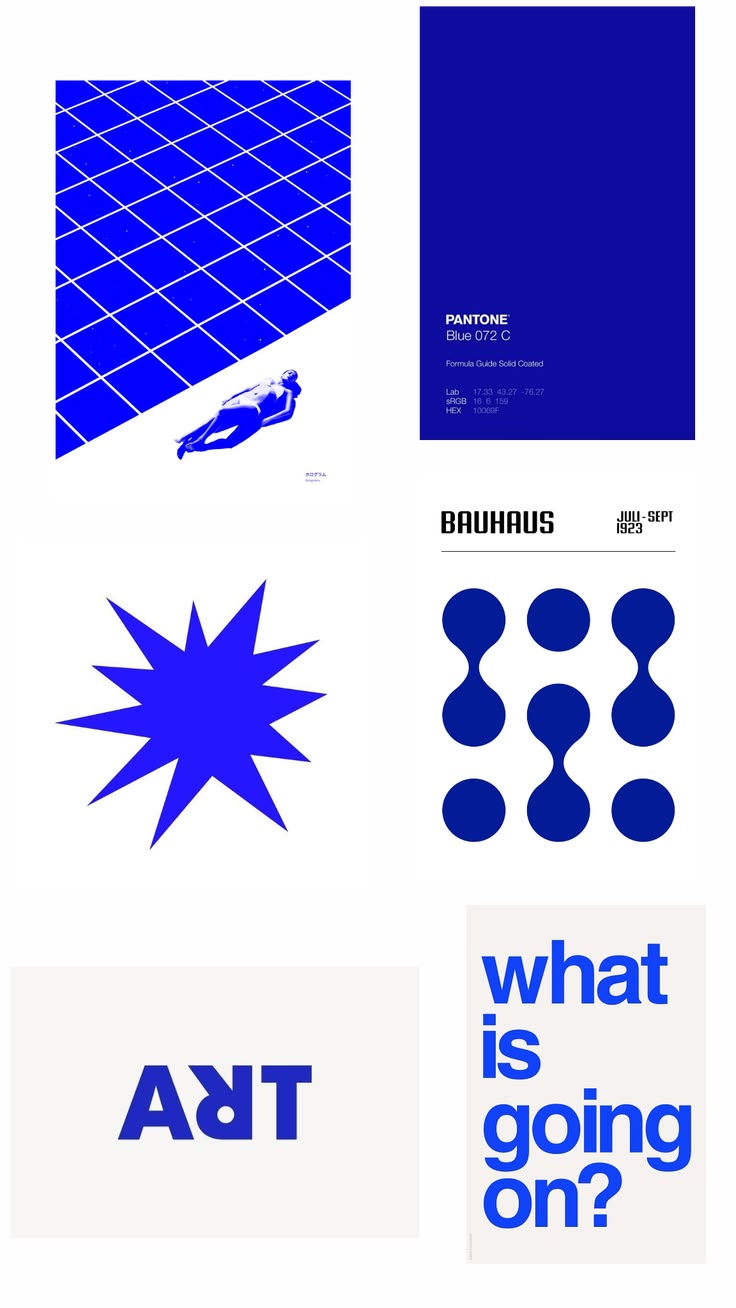 ホログラム
PANTONE®
Blue 072 C
Formula Guide Solid Coated
Lab 17.33 43.27 -76.27
sRGB 16 6 159
HEX 10069F
BAUHAUS
JULI-SEPT
1923
ART
what
is
going
on?